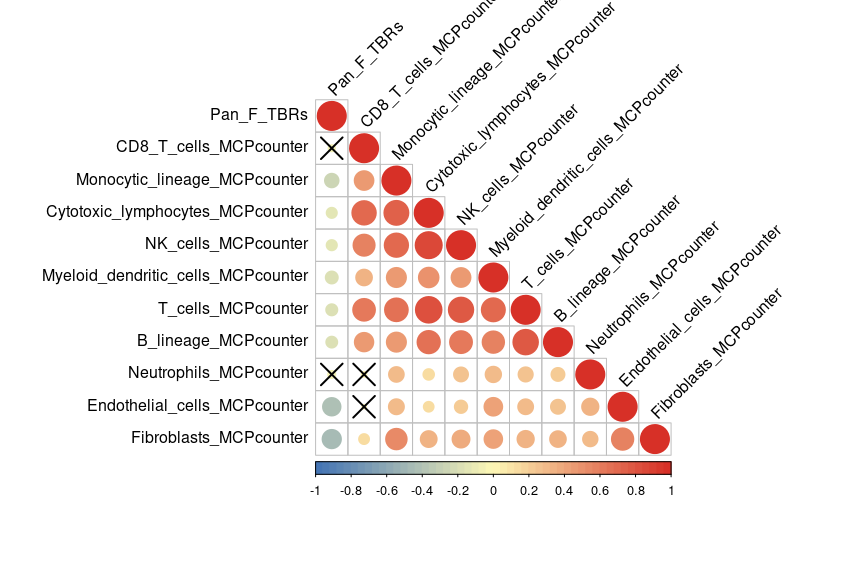 Pan_F_TBRs
CD8_T_cells_MCPcount
Monocytic_lineage_MCPcounte
Cytotoxic_lymphocytes_MCPcounter
NK_cells_MCPcounter
Myeloid_dendritic_cells_MCPcounter
T_cells_MCPcounter
B_lineage_MCPcounter
Neutrophils_MCPcounter
Endothelial_cells_MCPcounter
Fibroblasts_MCPcounter
Pan_F_TBRs
CD8_T_cells_MCPcounter
Monocytic_lineage_MCPcounter
Cytotoxic_lymphocytes_MCPcounter
NK_cells_MCPcounter
Myeloid_dendritic_cells_MCPcounter
T_cells_MCPcounter
B_lineage_MCPcounter
Neutrophils_MCPcounter
Endothelial_cells_MCPcounter
Fibroblasts_MCPcounter
-1 -0.8 -0.6 -0.4 -0.2 0 0.2 0.4 0.6 0.8 1